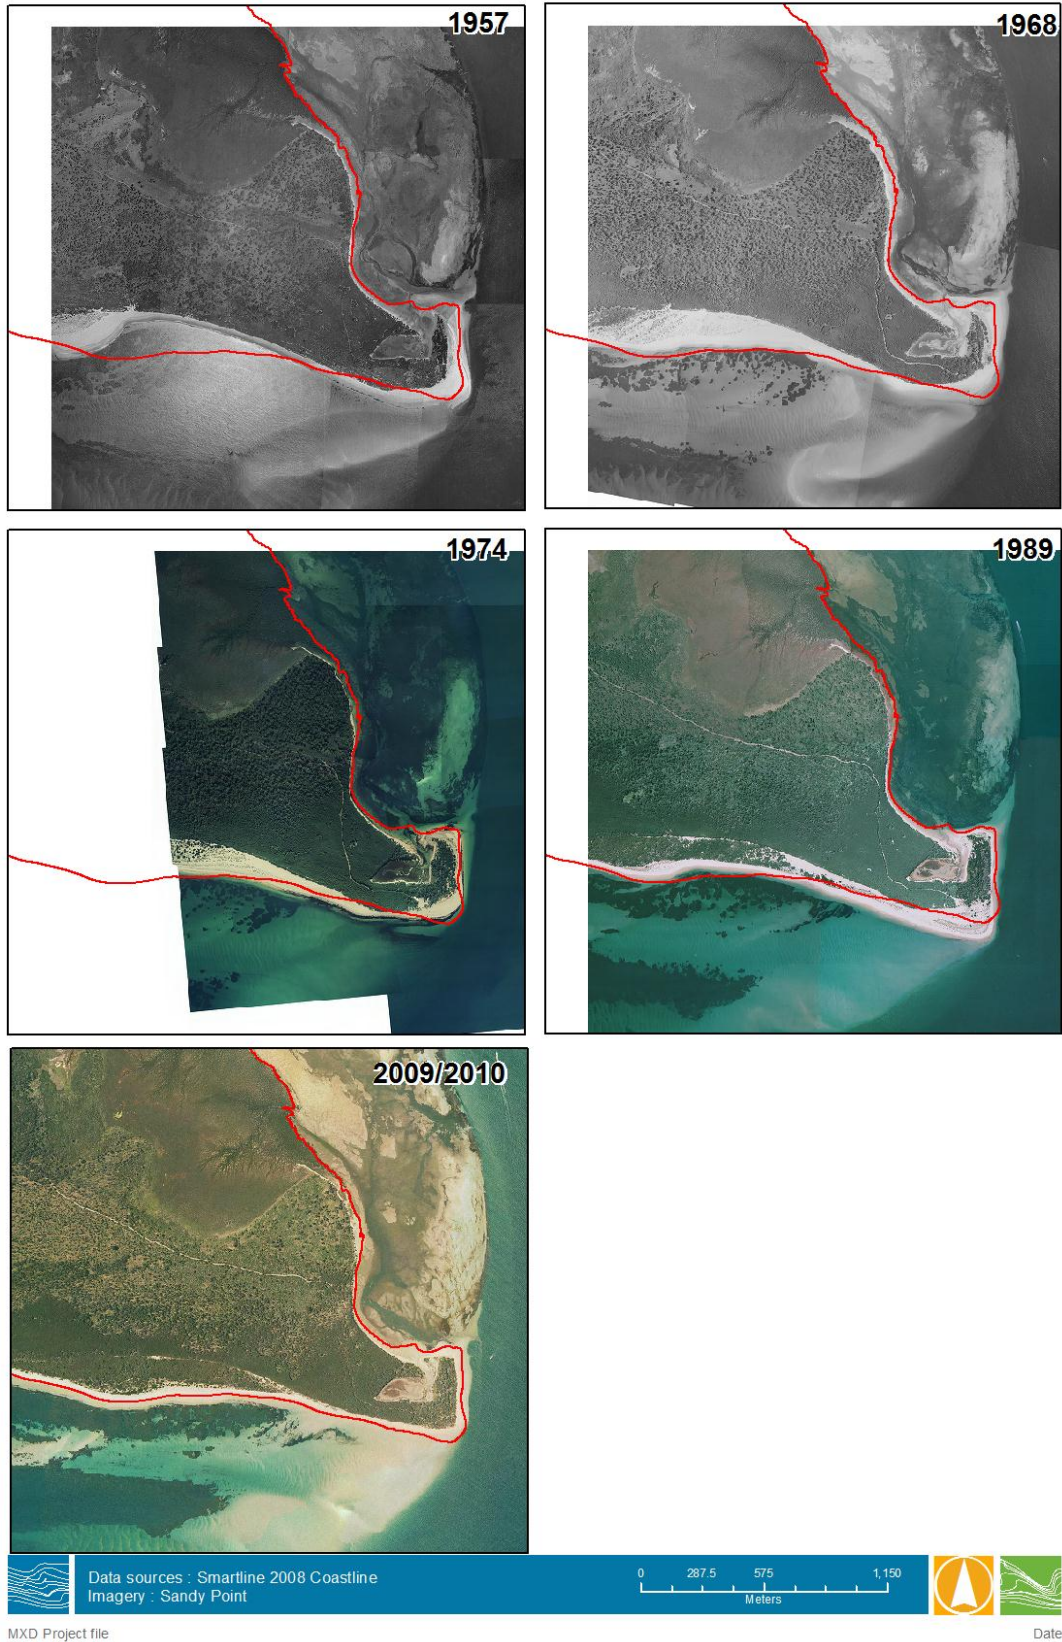 1957
1968
1974
1989
2009/2010
Data sources : Smartline 2008 Coastline
Imagery : Sandy Point
0 287.5 575 1,150
Meters
MXD Project file
Date